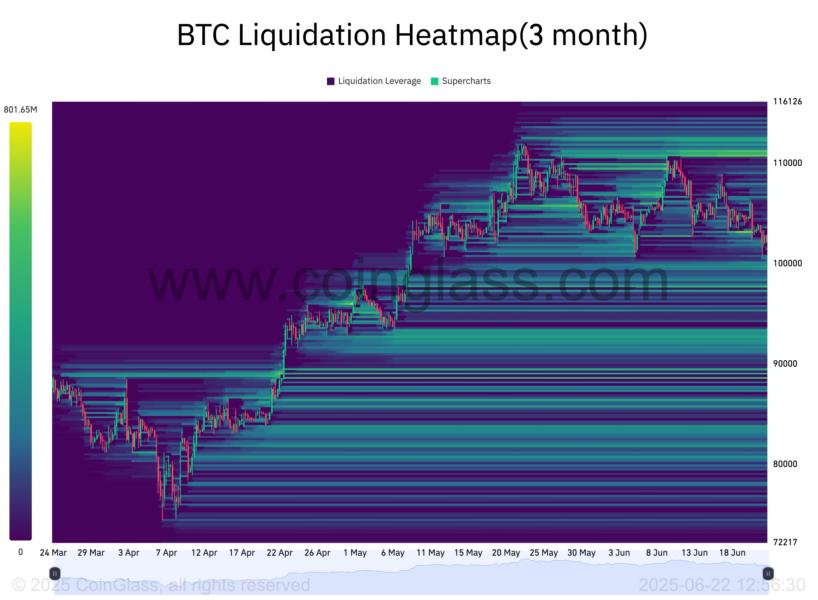 BTC Liquidation Heatmap(3 month)
Liquidation Leverage Supercharts
801.65M
116126
110000
www.coinglass.com
100000
90000
80000
0
72217
24 Mar 29 Mar 3 Apr 7 Apr 12 Apr 17 Apr 22 Apr 26 Apr 1 May 6 May 11 May 15 May 20 May 25 May 30 May 3 Jun 8 Jun 13 Jun 18 Jun
© 2025 CoinGlass, all rights reserved 2025-06-22 12:56:30